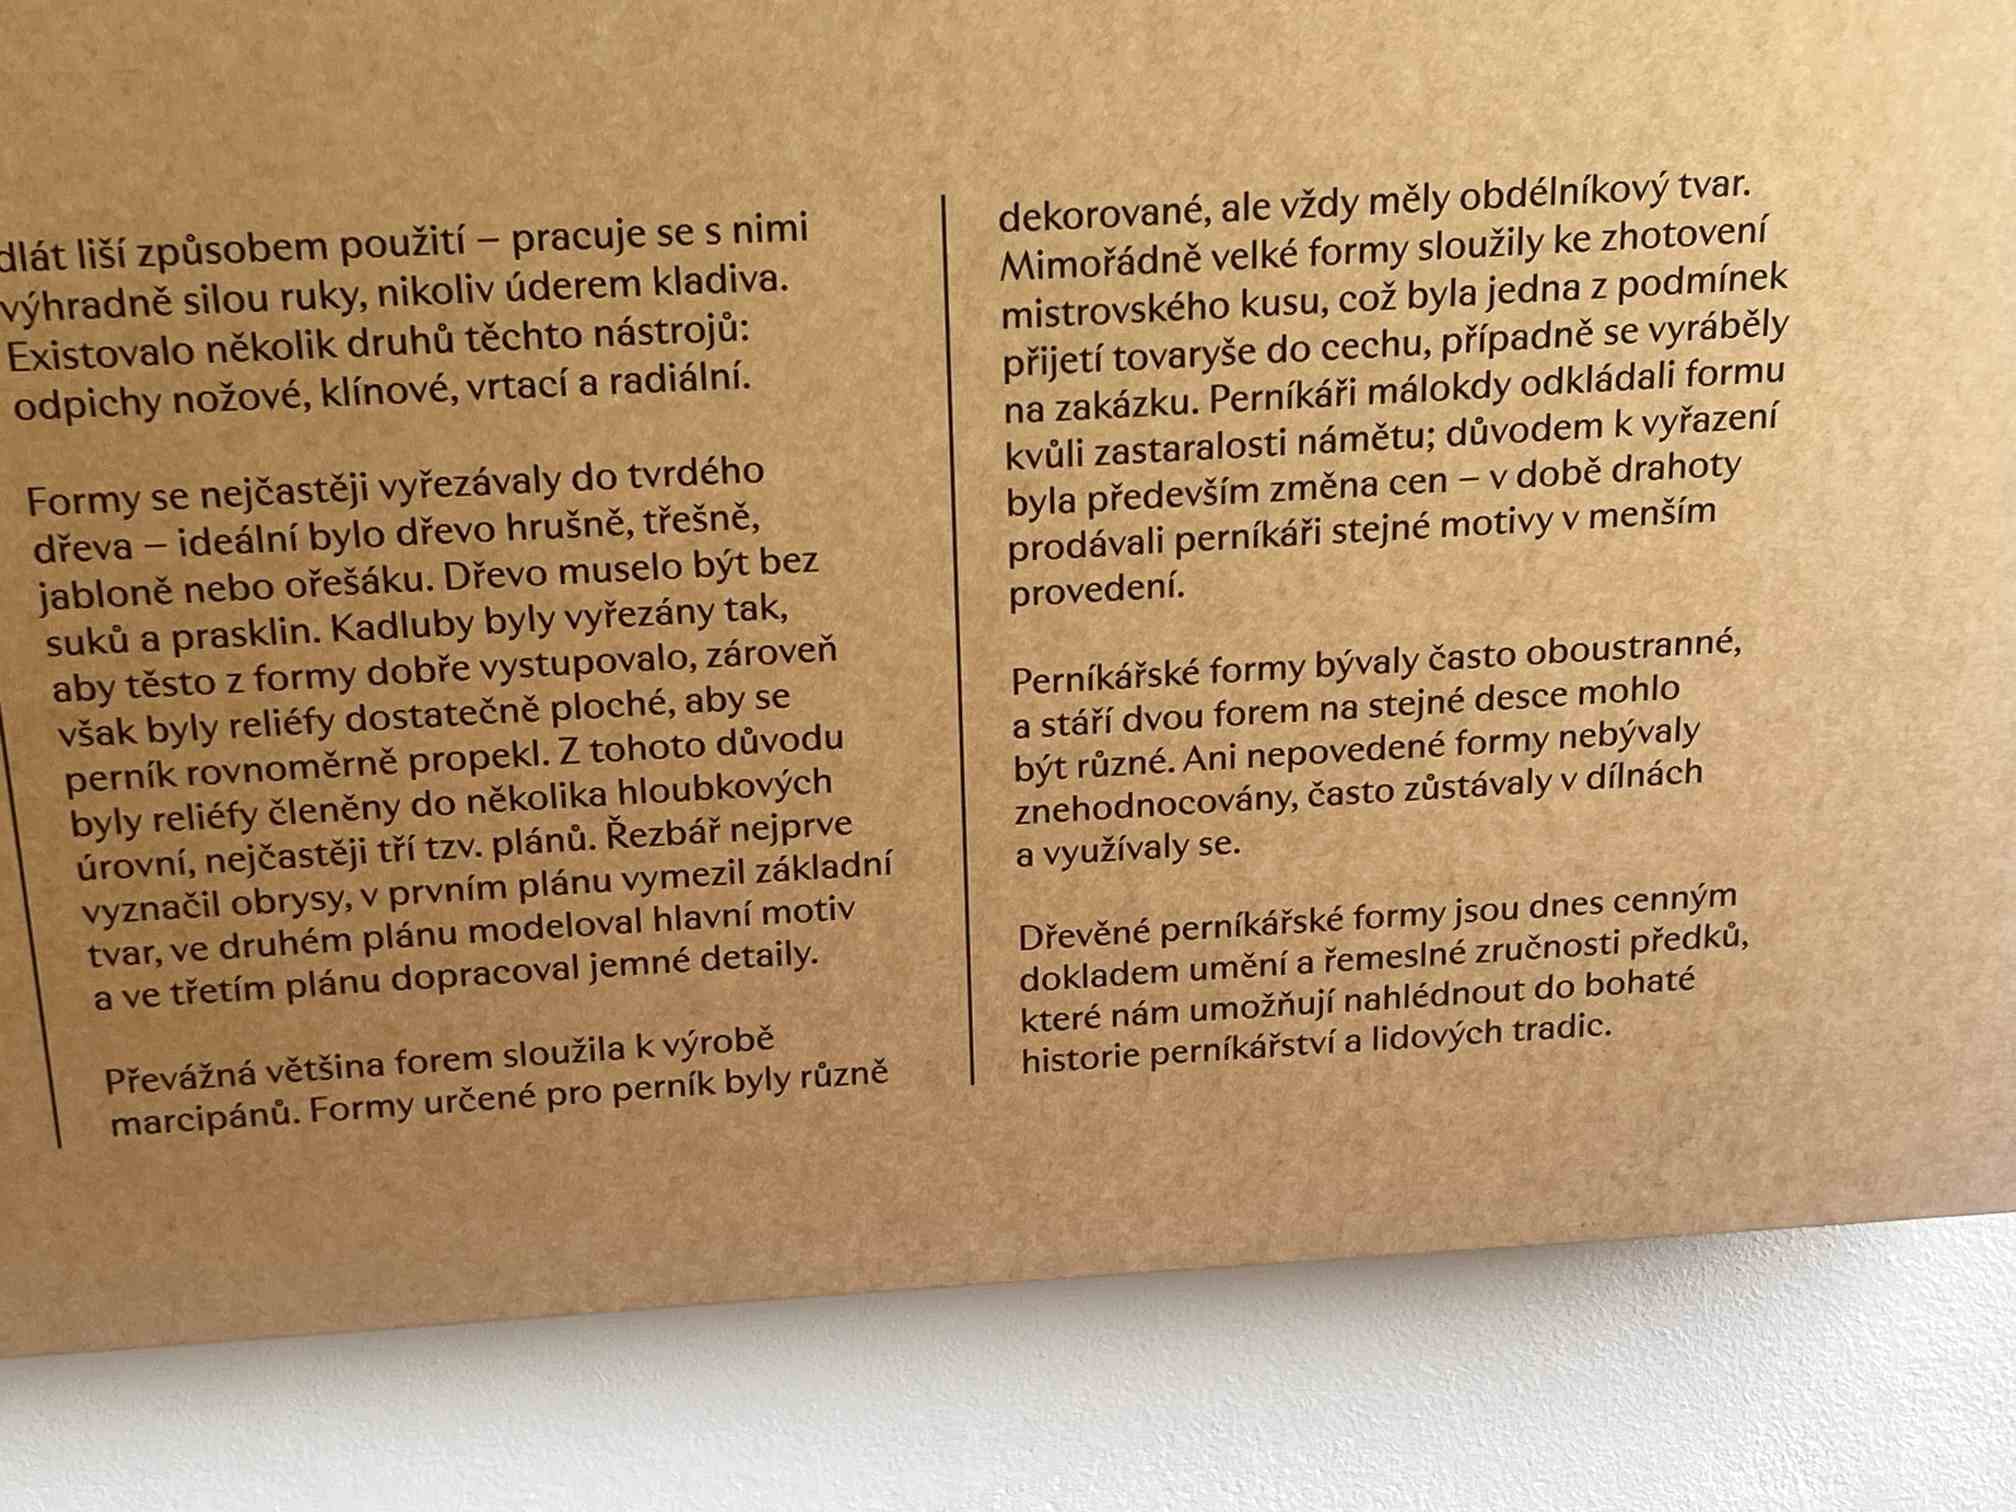 dlát liší způsobem použití – pracuje se s nimi
výhradně silou ruky, nikoliv úderem kladiva.
Existovalo několik druhů těchto nástrojů:
odpichy nožové, klínové, vrtací a radiální.
Formy se nejčastěji vyřezávaly do tvrdého
dřeva – ideální bylo dřevo hrušně, třešně,
jabloně nebo ořešáku. Dřevo muselo být bez
suků a prasklin. Kadluby byly vyřezány tak,
aby těsto z formy dobře vystupovalo, zároveň
však byly reliéfy dostatečně ploché, aby se
perník rovnoměrně propekl. Z tohoto důvodu
byly reliéfy členěny do několika hloubkových
úrovní, nejčastěji tří tzv. plánů. Řezbář nejprve
vyznačil obrysy, v prvním plánu vymezil základní
tvar, ve druhém plánu modeloval hlavní motiv
a ve třetím plánu dopracoval jemné detaily.
Převážná většina forem sloužila k výrobě
marcipánů. Formy určené pro perník byly různě
dekorované, ale vždy měly obdélníkový tvar.
Mimořádně velké formy sloužily ke zhotovení
mistrovského kusu, což byla jedna z podmínek
přijetí tovaryše do cechu, případně se vyráběly
na zakázku. Perníkáři málokdy odkládali formu
kvůli zastaralosti námětu; důvodem k vyřazení
byla především změna cen – v době drahoty
prodávali perníkáři stejné motivy v menším
provedení.
Perníkářské formy bývaly často oboustranné,
a stáří dvou forem na stejné desce mohlo
být různé. Ani nepovedené formy nebývaly
znehodnocovány, často zůstávaly v dílnách
a využívaly se.
Dřevěné perníkářské formy jsou dnes cenným
dokladem umění a řemeslné zručnosti předků,
které nám umožňují nahlédnout do bohaté
historie perníkářství a lidových tradic.